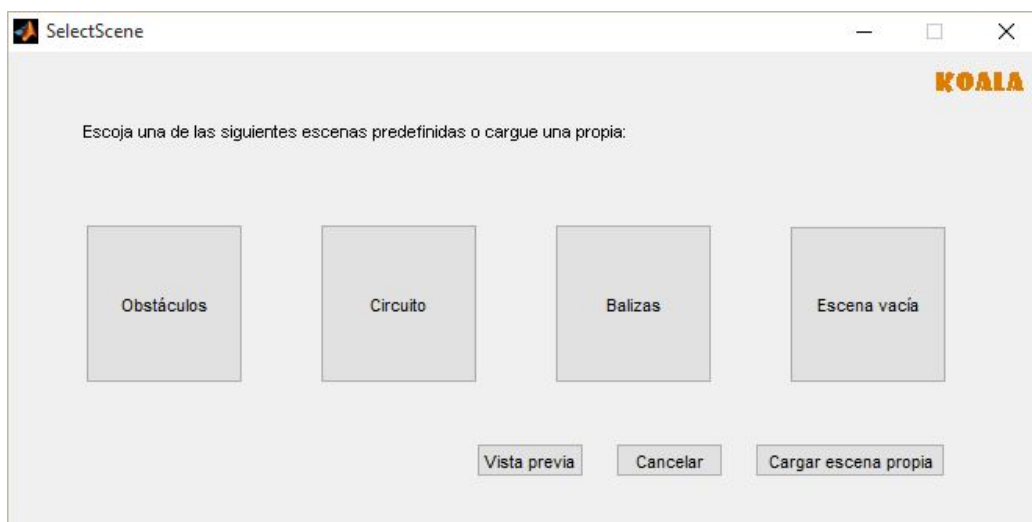 SelectScene
KOALA
Escoja una de las siguientes escenas predefinidas o cargue una propia:
Obstáculos
Circuito
Balizas
Escena vacía
Vista previa
Cancelar
Cargar escena propia